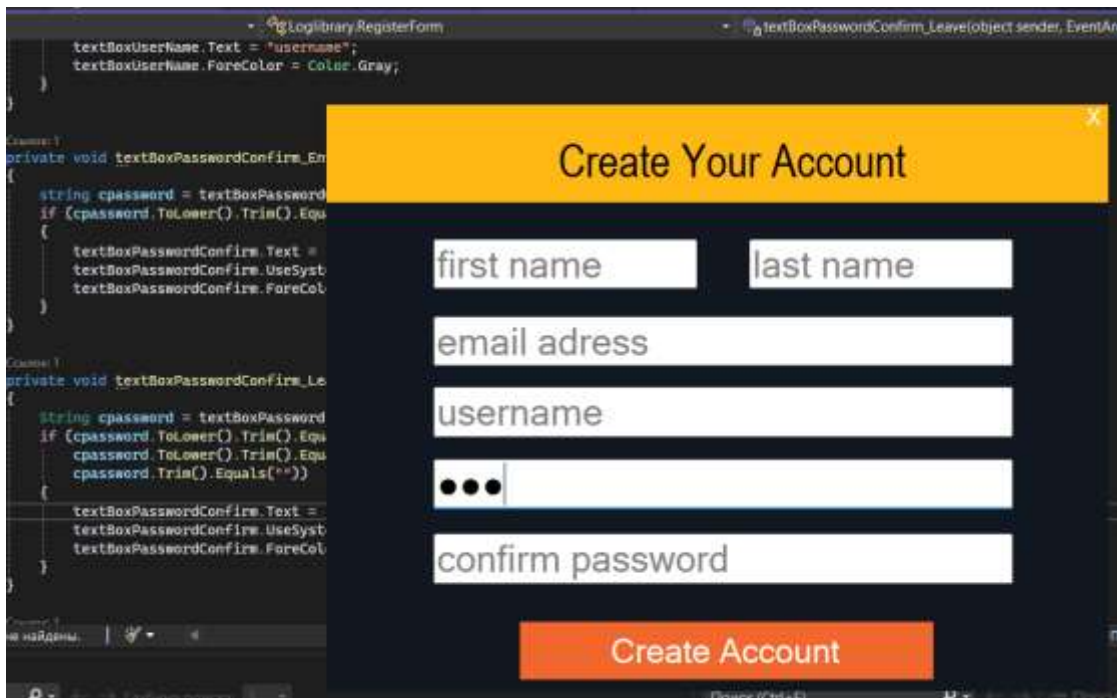 Loglibrary.RegisterForm
textBoxPasswordConfirm_Leave(object sender, EventAr
textBoxUserName.Text = "username";
textBoxUserName.ForeColor = Color.Gray;
}
}
private void textBoxPasswordConfirm_En
{
string cpassword = textBoxPassword
if (cpassword.ToLower().Trim().Equ
{
textBoxPasswordConfirm.Text =
textBoxPasswordConfirm.UseSyst
textBoxPasswordConfirm.ForeCol
}
}
private void textBoxPasswordConfirm_Le
{
String cpassword = textBoxPassword
if (cpassword.ToLower().Trim().Equ
cpassword.ToLower().Trim().Equ
cpassword.Trim().Equals(""))
{
textBoxPasswordConfirm.Text =
textBoxPasswordConfirm.UseSyst
textBoxPasswordConfirm.ForeCol
}
}
не найдены.
X
Create Your Account
first name
last name
email adress
username
confirm password
Create Account